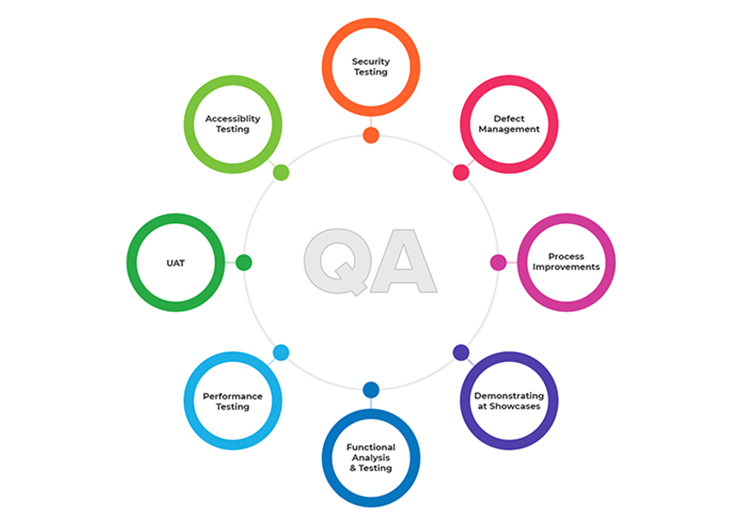 Security
Testing
Defect
Management
Process
Improvements
Demonstrating
at Showcases
Functional
Analysis
& Testing
Performance
Testing
UAT
Accessiblity
Testing
QA